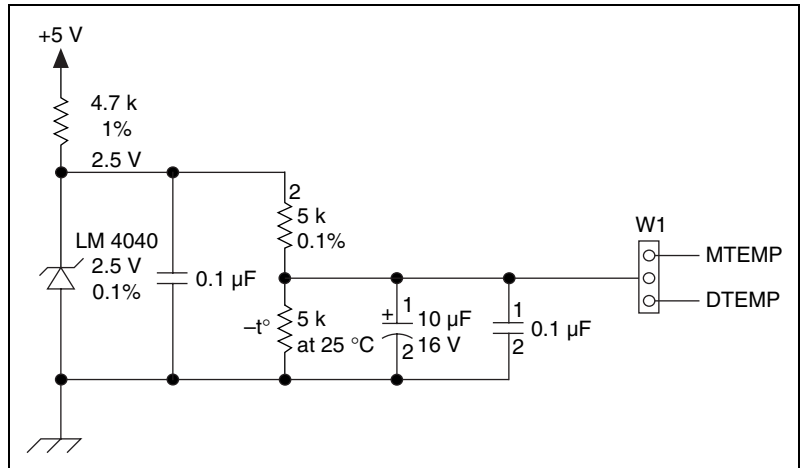 +5 V
4.7 k
1%
2.5 V
2
5 k
0.1%
LM 4040
2.5 V
0.1%
0.1 µF
–t°
5 k
at 25 °C
+
1
10 µF
2
16 V
1
0.1 µF
2
W1
MTEMP
DTEMP